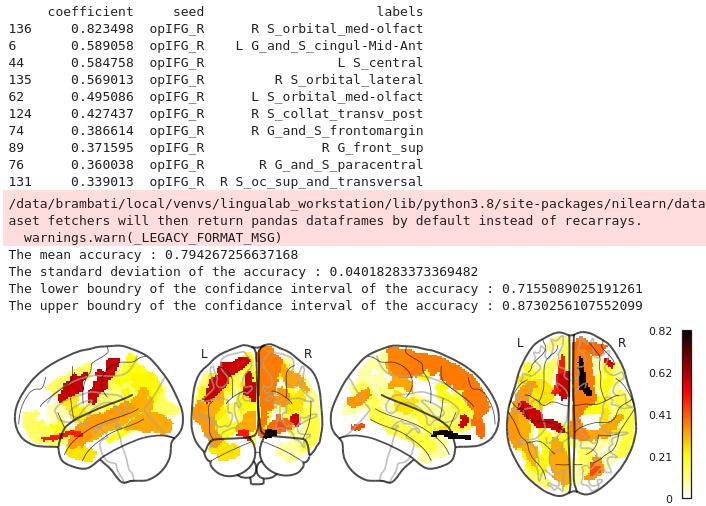 coefficient seed labels
136 0.823498 opIFG_R R S_orbital_med-olfact
6 0.589058 opIFG_R L G_and_S_cingul-Mid-Ant
44 0.584758 opIFG_R L S_central
135 0.569013 opIFG_R R S_orbital_lateral
62 0.495086 opIFG_R L S_orbital_med-olfact
124 0.427437 opIFG_R R S_collat_transv_post
74 0.386614 opIFG_R R G_and_S_frontomargin
89 0.371595 opIFG_R R G_front_sup
76 0.360038 opIFG_R R G_and_S_paracentral
131 0.339013 opIFG_R R S_oc_sup_and_transversal
/data/brambati/local/venvs/lingualab_workstation/lib/python3.8/site-packages/nilearn/data
aset fetchers will then return pandas dataframes by default instead of recarrays.
warnings.warn(_LEGACY_FORMAT_MSG)
The mean accuracy : 0.794267256637168
The standard deviation of the accuracy : 0.04018283373369482
The lower boundry of the confidance interval of the accuracy : 0.7155089025191261
The upper boundry of the confidance interval of the accuracy : 0.8730256107552099
L R L R
0.82
0.62
0.41
0.21
0